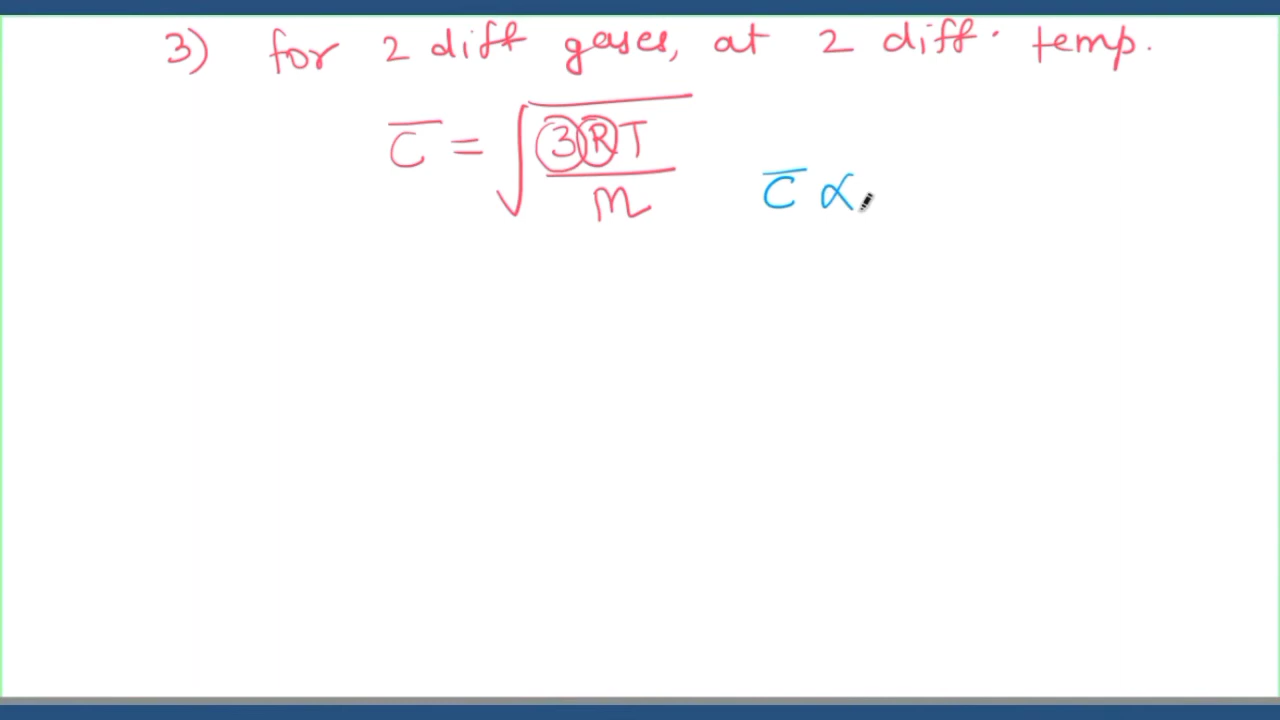 3) for 2 diff gases, at 2 diff. temp.
C̅ = √(3RT/M)
C̅ ∝